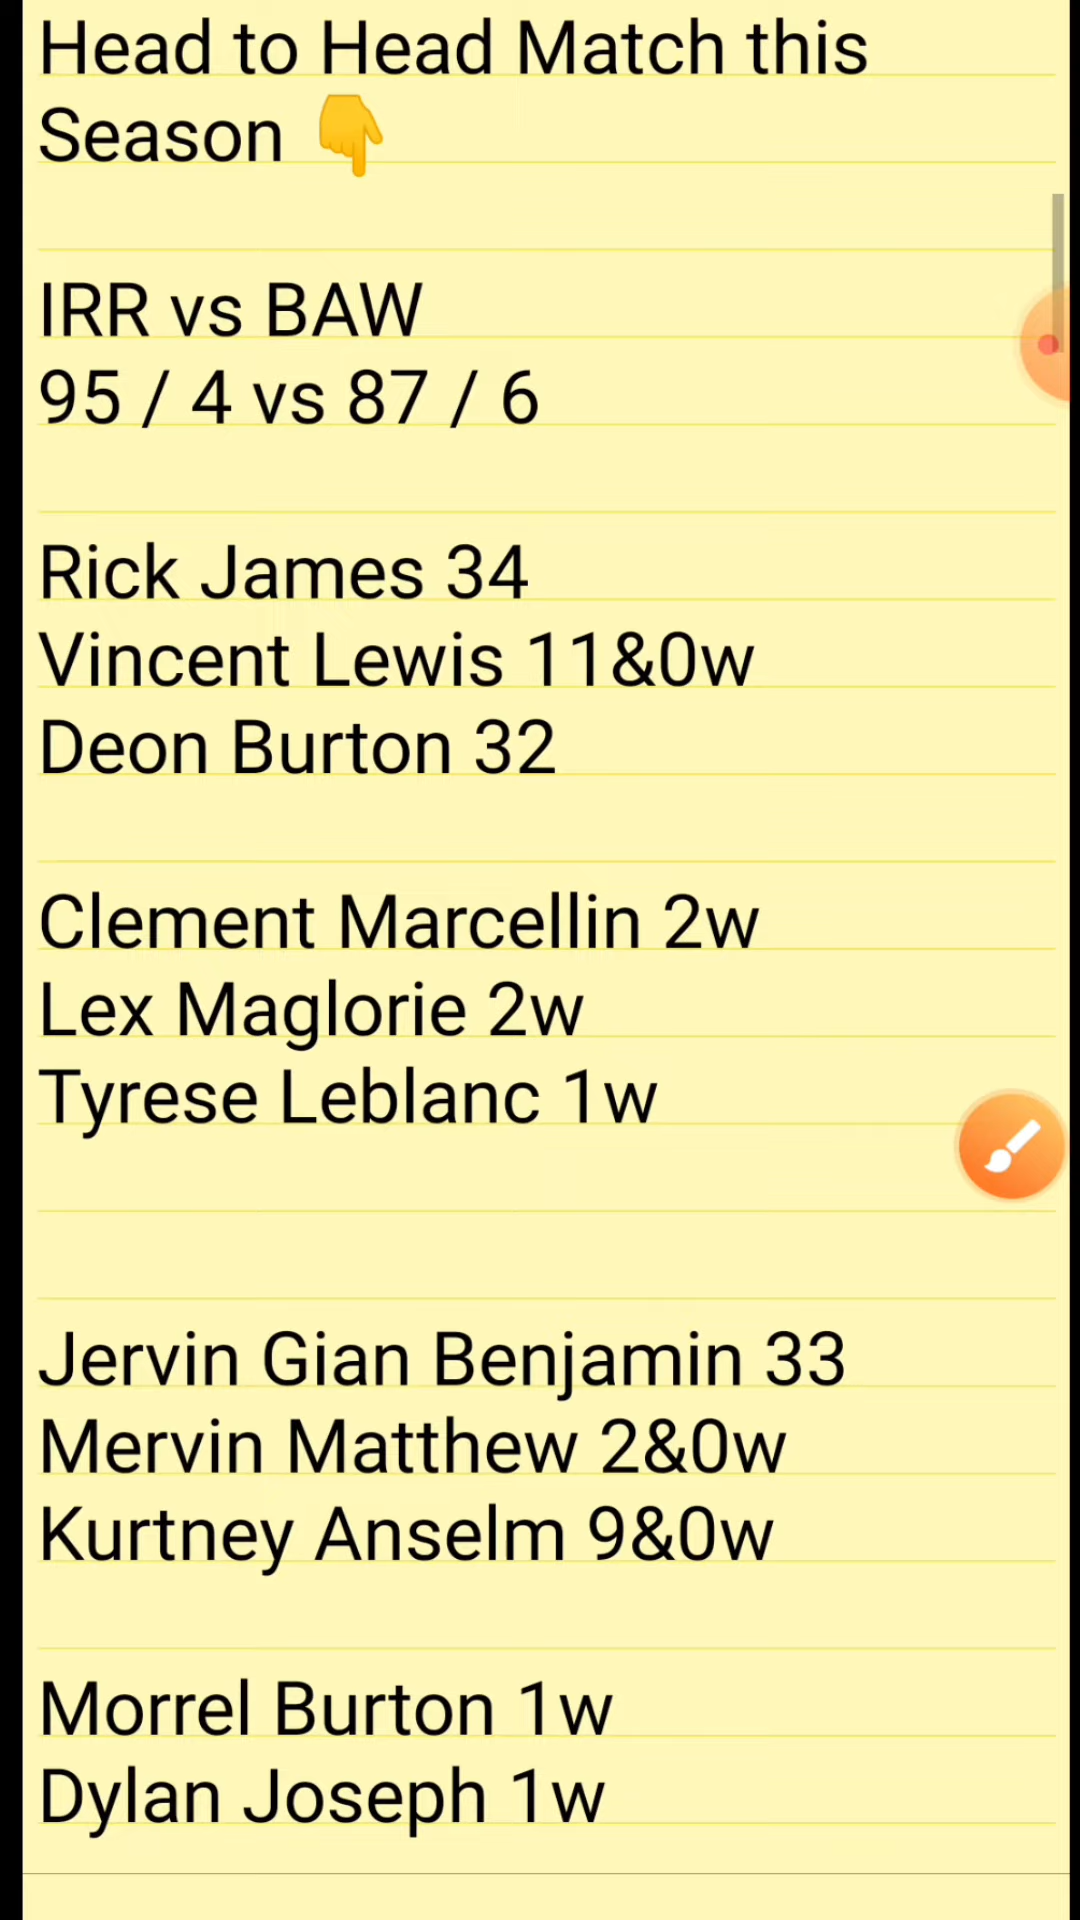 Head to Head Match this
Season 👇
IRR vs BAW
95 / 4 vs 87 / 6
Rick James 34
Vincent Lewis 11&0w
Deon Burton 32
Clement Marcellin 2w
Lex Maglorie 2w
Tyrese Leblanc 1w
Jervin Gian Benjamin 33
Mervin Matthew 2&0w
Kurtney Anselm 9&0w
Morrel Burton 1w
Dylan Joseph 1w